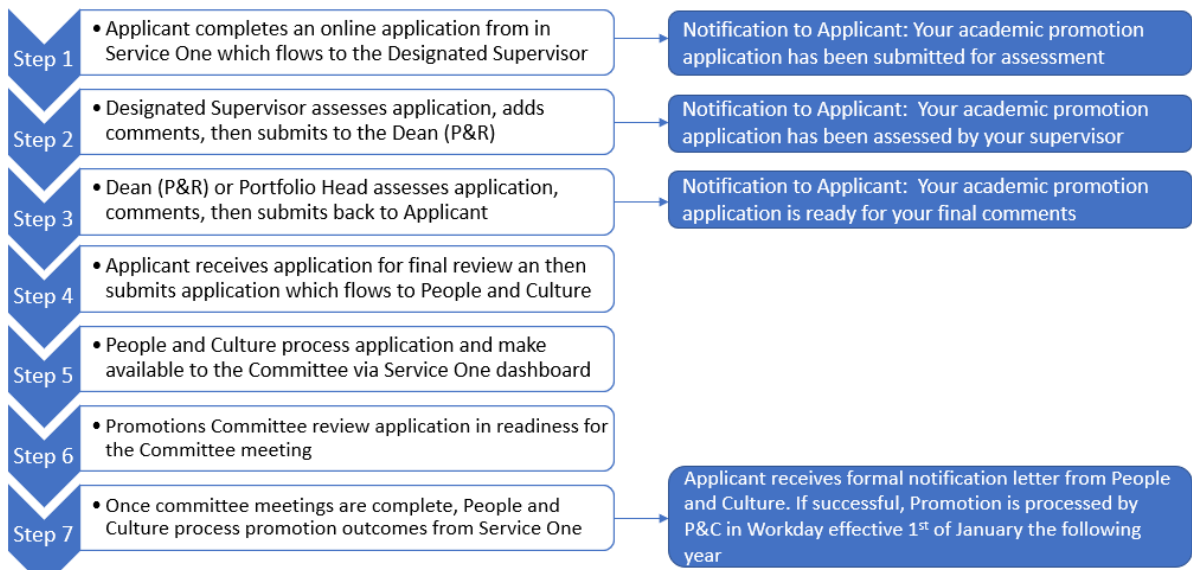 Step 1
• Applicant completes an online application from in
Service One which flows to the Designated Supervisor
Notification to Applicant: Your academic promotion
application has been submitted for assessment
Step 2
• Designated Supervisor assesses application, adds
comments, then submits to the Dean (P&R)
Notification to Applicant:  Your academic promotion
application has been assessed by your supervisor
Step 3
• Dean (P&R) or Portfolio Head assesses application,
comments, then submits back to Applicant
Notification to Applicant:  Your academic promotion
application is ready for your final comments
Step 4
• Applicant receives application for final review an then
submits application which flows to People and Culture
Step 5
• People and Culture process application and make
available to the Committee via Service One dashboard
Step 6
• Promotions Committee review application in readiness for
the Committee meeting
Step 7
• Once committee meetings are complete, People and
Culture process promotion outcomes from Service One
Applicant receives formal notification letter from People
and Culture. If successful, Promotion is processed by
P&C in Workday effective 1st of January the following
year